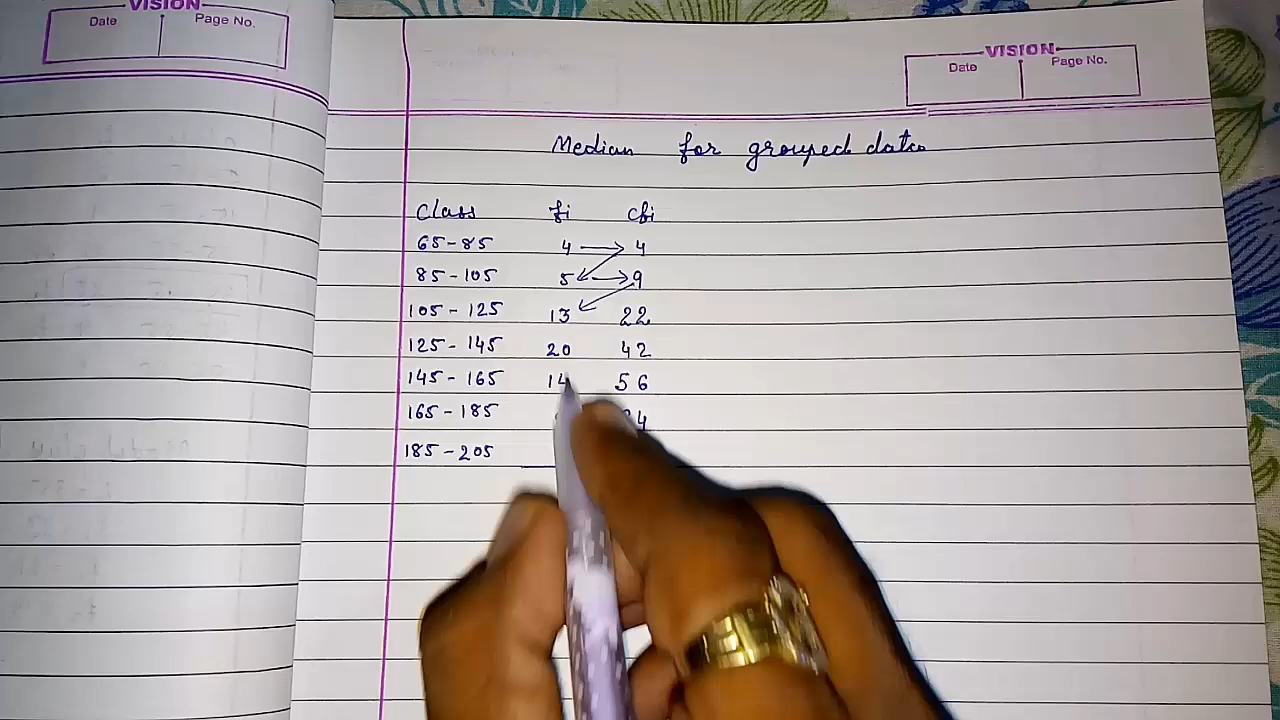 VISION
Date Page No.
VISION
Date Page No.
Median for grouped data
Class fi cfi
65-85 4 4
85-105 5 9
105-125 13 22
125-145 20 42
145-165 14 56
165-185 4
185-205